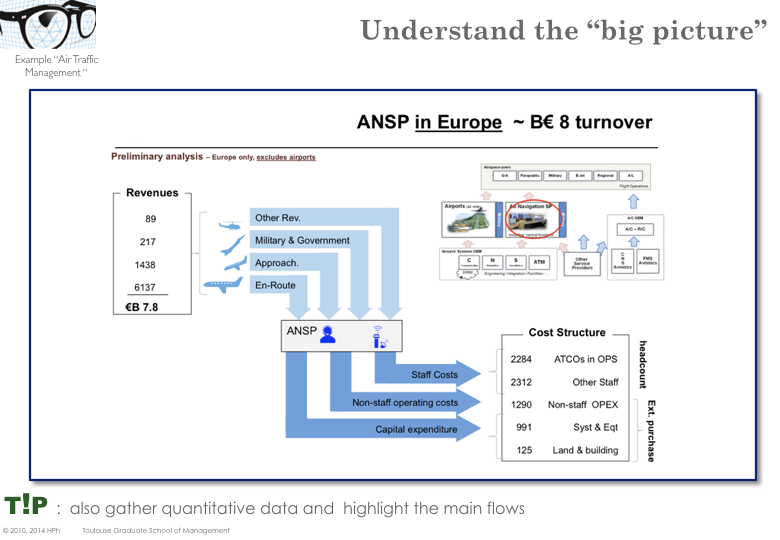 Understand the “big picture”
Example “Air Traffic
Management “
ANSP in Europe ~ B€ 8 turnover
Preliminary analysis – Europe only, excludes airports
Revenues
89
217
1438
6137
€B 7.8
Other Rev.
Military & Government
Approach.
En-Route
ANSP
Staff Costs
Non-staff operating costs
Capital expenditure
Airspace users
G/A
Parapublic
Military
B Jet
Regional
A/L
Flight Operations
Airports
Air Navigation SP
A/C OEM
A/C – R/C
Ground Systems OEM
C
N
S
ATM
SWIM
Engineering /Integration /Facilities / ...
Other
Service
Providers
C
N
S
Avionics
FMS
Avionics
Cost Structure
2284 ATCOs in OPS
2312 Other Staff
1290 Non-staff OPEX
991 Syst & Eqt
125 Land & building
headcount
Ext. purchase
T!P : also gather quantitative data and highlight the main flows
© 2010, 2014 HPh Toulouse Graduate School of Management